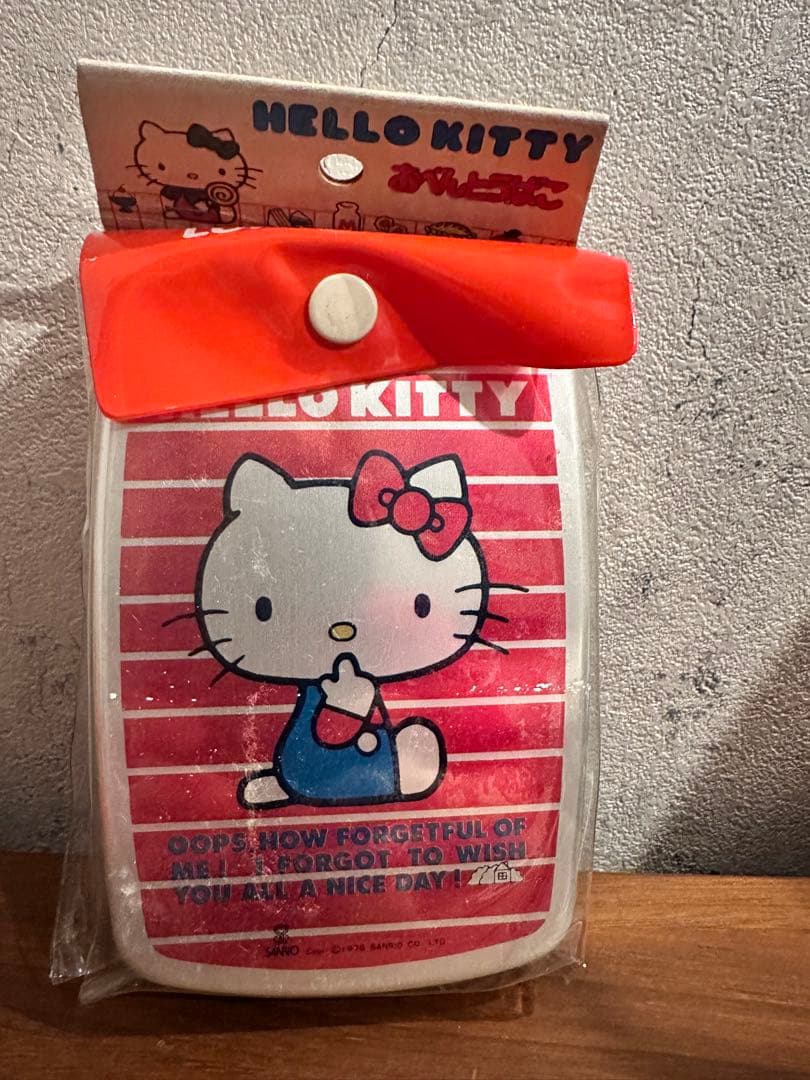 HELLO KITTY
おべんとうばこ
HELLO KITTY
OOPS HOW FORGETFUL OF
ME! I FORGOT TO WISH
YOU ALL A NICE DAY!
SANRIO ©1976 SANRIO CO., LTD.